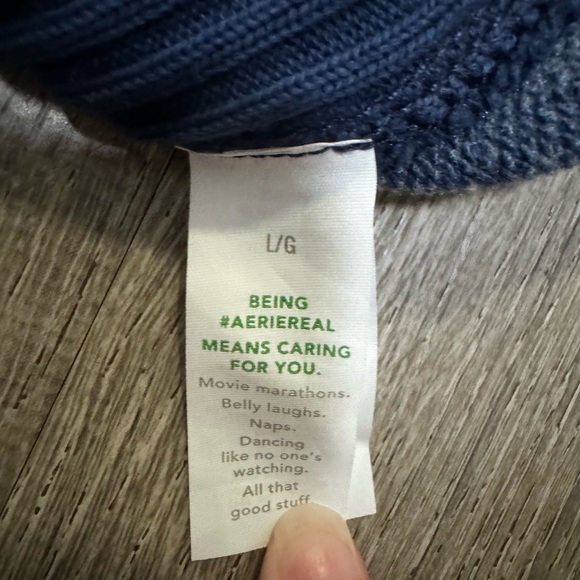 L/G
BEING
#AERIEREAL
MEANS CARING
FOR YOU.
Movie marathons.
Belly laughs.
Naps.
Dancing
like no one's
watching.
All that
good stuff.